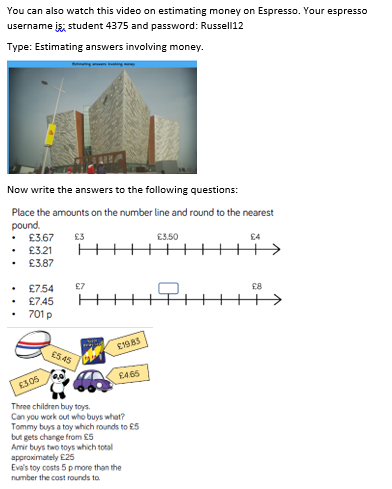 You can also watch this video on estimating money on Espresso. Your espresso
username is: student 4375 and password: Russell12
Type: Estimating answers involving money.
Estimating answers involving money
Now write the answers to the following questions:
Place the amounts on the number line and round to the nearest
pound.
• £3.67
• £3.21
• £3.87
£3 £3.50 £4
• £7.54
• £7.45
• 701 p
£7 £8
£5.45
£19.83
£3.05
£4.65
Three children buy toys.
Can you work out who buys what?
Tommy buys a toy which rounds to £5
but gets change from £5
Amir buys two toys which total
approximately £25
Eva's toy costs 5 p more than the
number the cost rounds to.